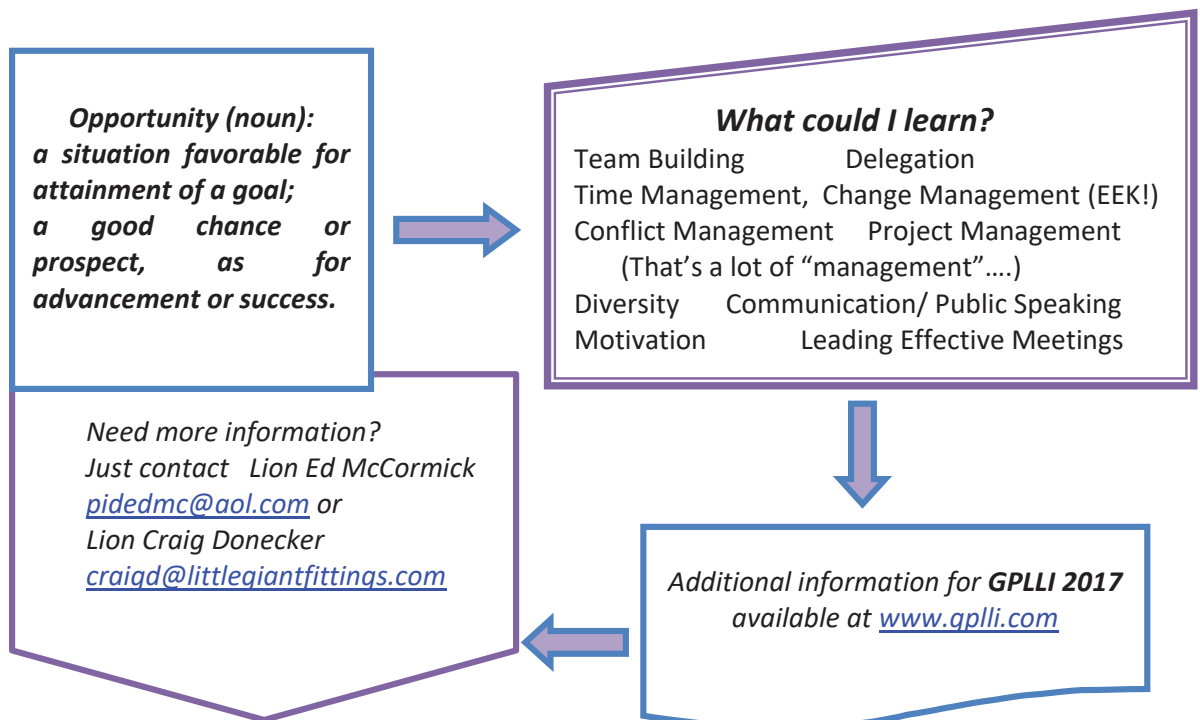 Opportunity (noun):
a situation favorable for
attainment of a goal;
a good chance or
prospect, as for
advancement or success.
What could I learn?
Team Building Delegation
Time Management, Change Management (EEK!)
Conflict Management Project Management
(That’s a lot of “management”….)
Diversity Communication/ Public Speaking
Motivation Leading Effective Meetings
Additional information for GPLLI 2017
available at www.gplli.com
Need more information?
Just contact Lion Ed McCormick
pidedmc@aol.com or
Lion Craig Donecker
craigd@littlegiantfittings.com